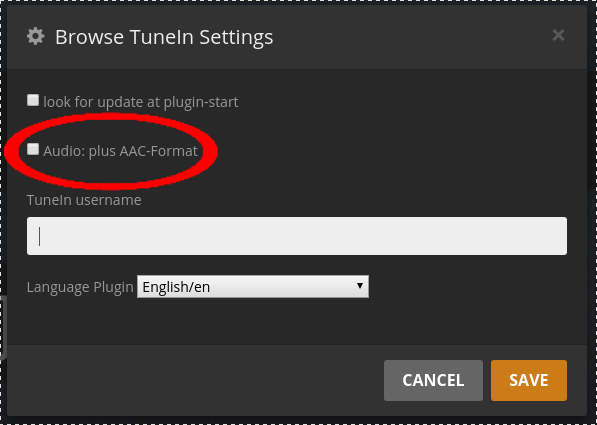 Browse TuneIn Settings
look for update at plugin-start
Audio: plus AAC-Format
TuneIn username
Language Plugin English/en
CANCEL SAVE